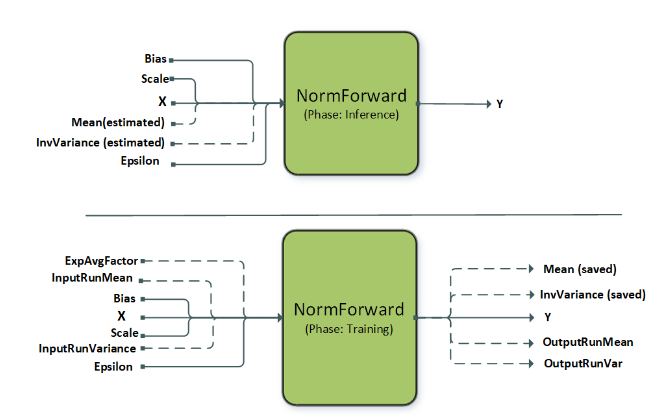 Bias
Scale
X
Mean(estimated)
InvVariance (estimated)
Epsilon
NormForward
(Phase: Inference)
Y
ExpAvgFactor
InputRunMean
Bias
X
Scale
InputRunVariance
Epsilon
NormForward
(Phase: Training)
Mean (saved)
InvVariance (saved)
Y
OutputRunMean
OutputRunVar